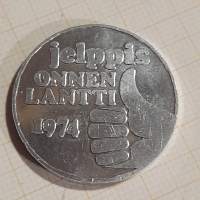 jelppis
ONNEN
LANTTI
1974